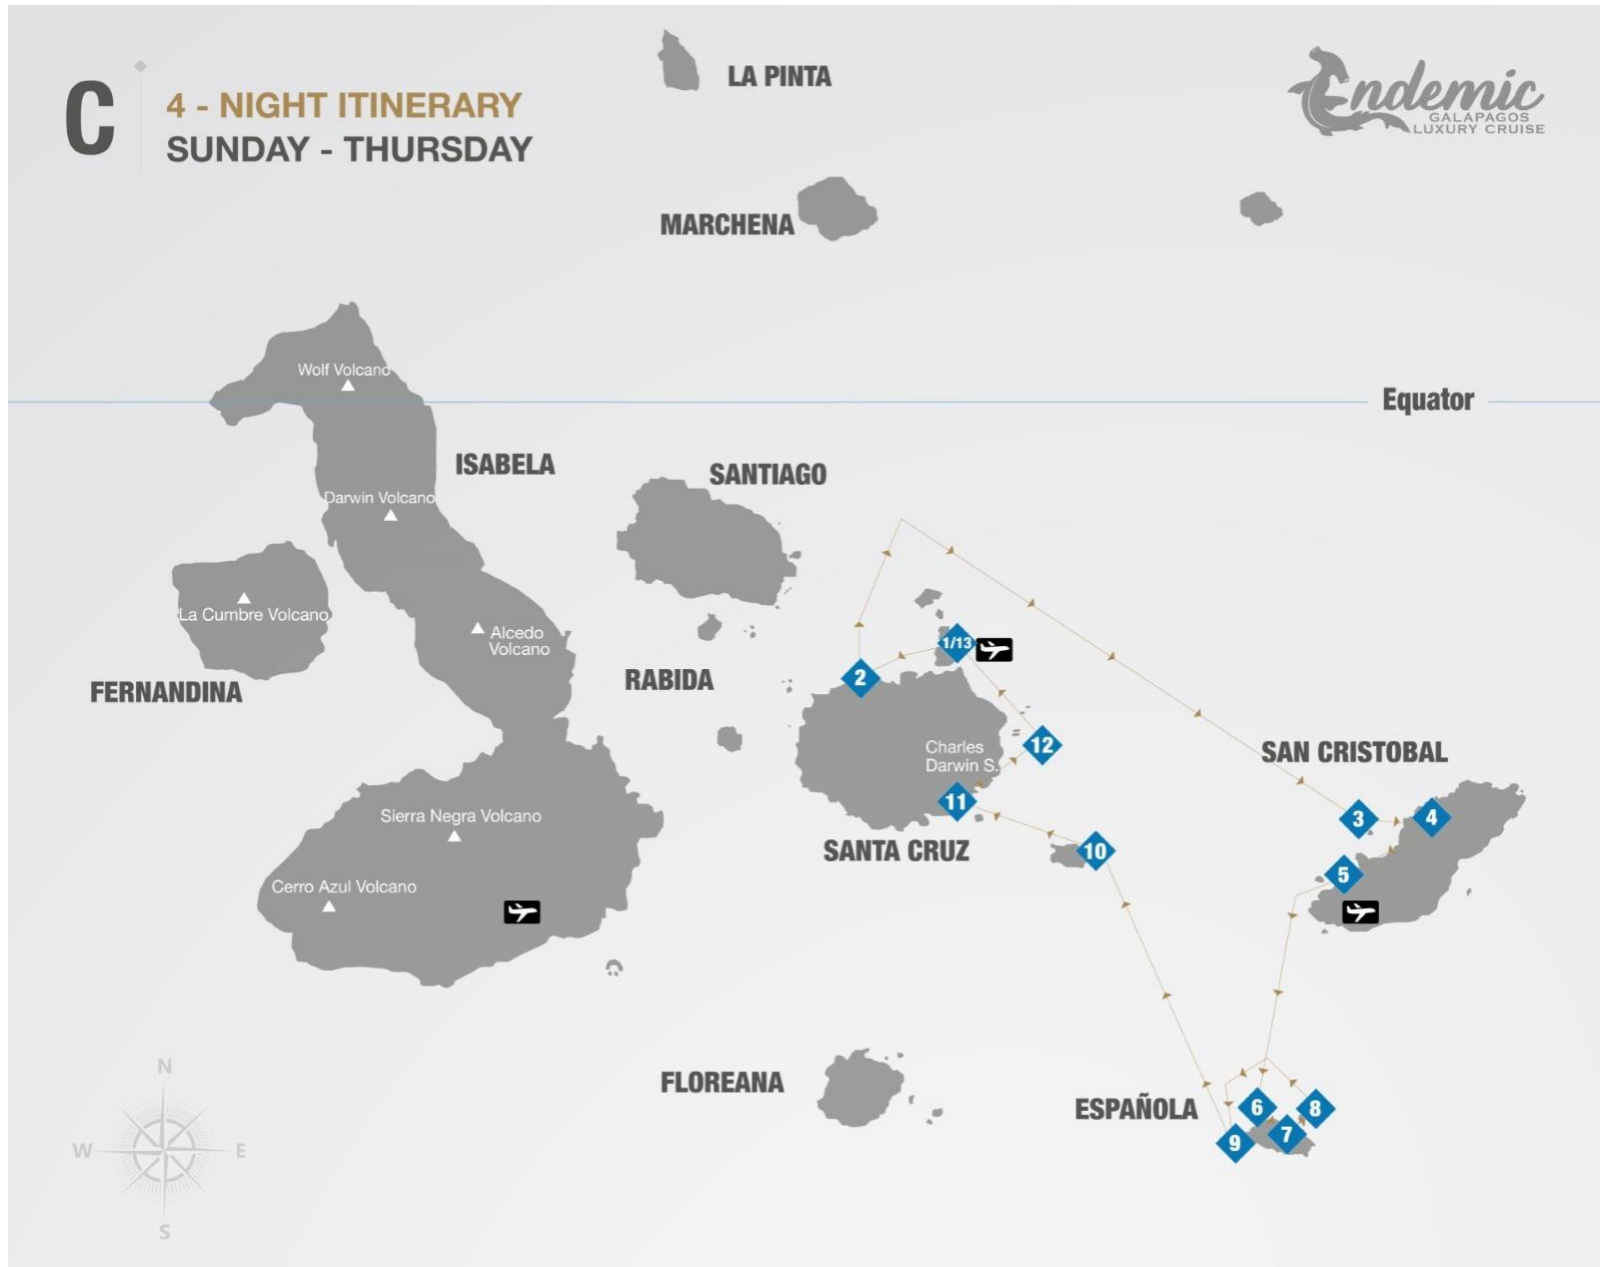 C
4 - NIGHT ITINERARY
SUNDAY - THURSDAY
LA PINTA
Endemic
GALAPAGOS
LUXURY CRUISE
MARCHENA
Wolf Volcano
Equator
ISABELA
SANTIAGO
Darwin Volcano
La Cumbre Volcano
Alcedo
Volcano
FERNANDINA
RABIDA
1/13
2
12
Charles
Darwin S.
11
SANTA CRUZ
10
SAN CRISTOBAL
3
4
5
Sierra Negra Volcano
Cerro Azul Volcano
FLOREANA
ESPAÑOLA
6
8
7
9
N
W
E
S